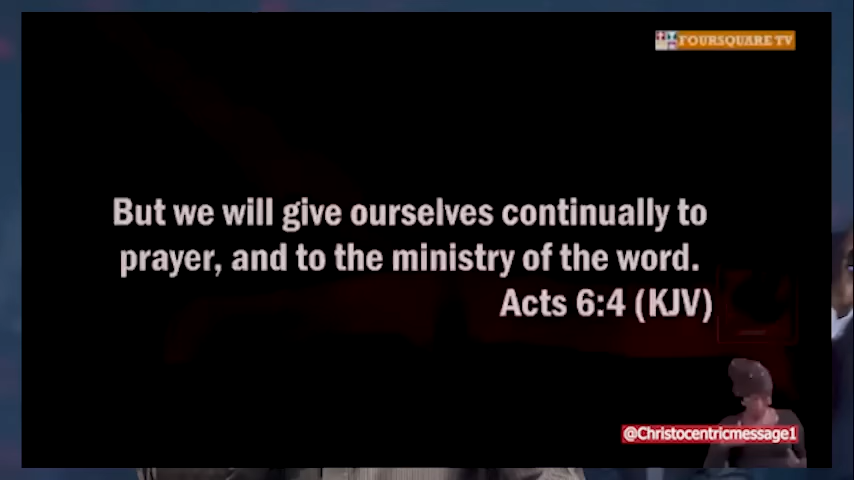 FOURSQUARE TV
But we will give ourselves continually to
prayer, and to the ministry of the word.
Acts 6:4 (KJV)
@Christocentricmessage1